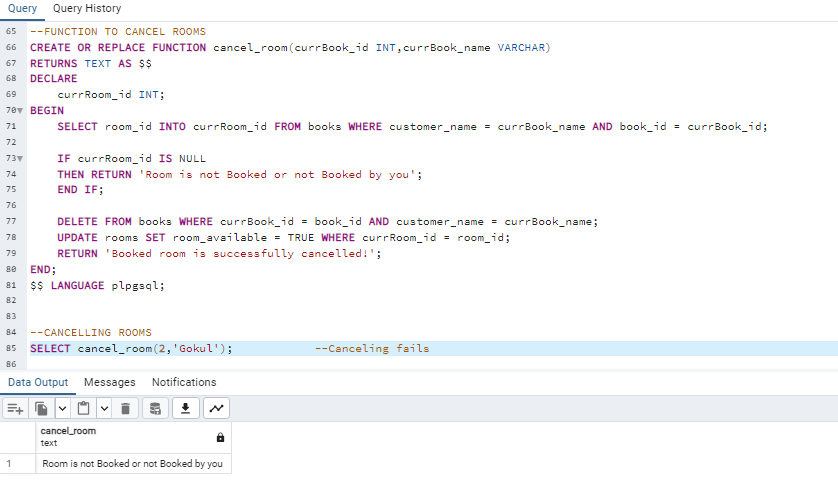 Query Query History
65 --FUNCTION TO CANCEL ROOMS
66 CREATE OR REPLACE FUNCTION cancel_room(currBook_id INT,currBook_name VARCHAR)
67 RETURNS TEXT AS $$
68 DECLARE
69 currRoom_id INT;
70 BEGIN
71 SELECT room_id INTO currRoom_id FROM books WHERE customer_name = currBook_name AND book_id = currBook_id;
72
73 IF currRoom_id IS NULL
74 THEN RETURN 'Room is not Booked or not Booked by you';
75 END IF;
76
77 DELETE FROM books WHERE currBook_id = book_id AND customer_name = currBook_name;
78 UPDATE rooms SET room_available = TRUE WHERE currRoom_id = room_id;
79 RETURN 'Booked room is successfully cancelled!';
80 END;
81 $$ LANGUAGE plpgsql;
82
83
84 --CANCELLING ROOMS
85 SELECT cancel_room(2,'Gokul'); --Canceling fails
86
Data Output Messages Notifications
cancel_room
text
1 Room is not Booked or not Booked by you